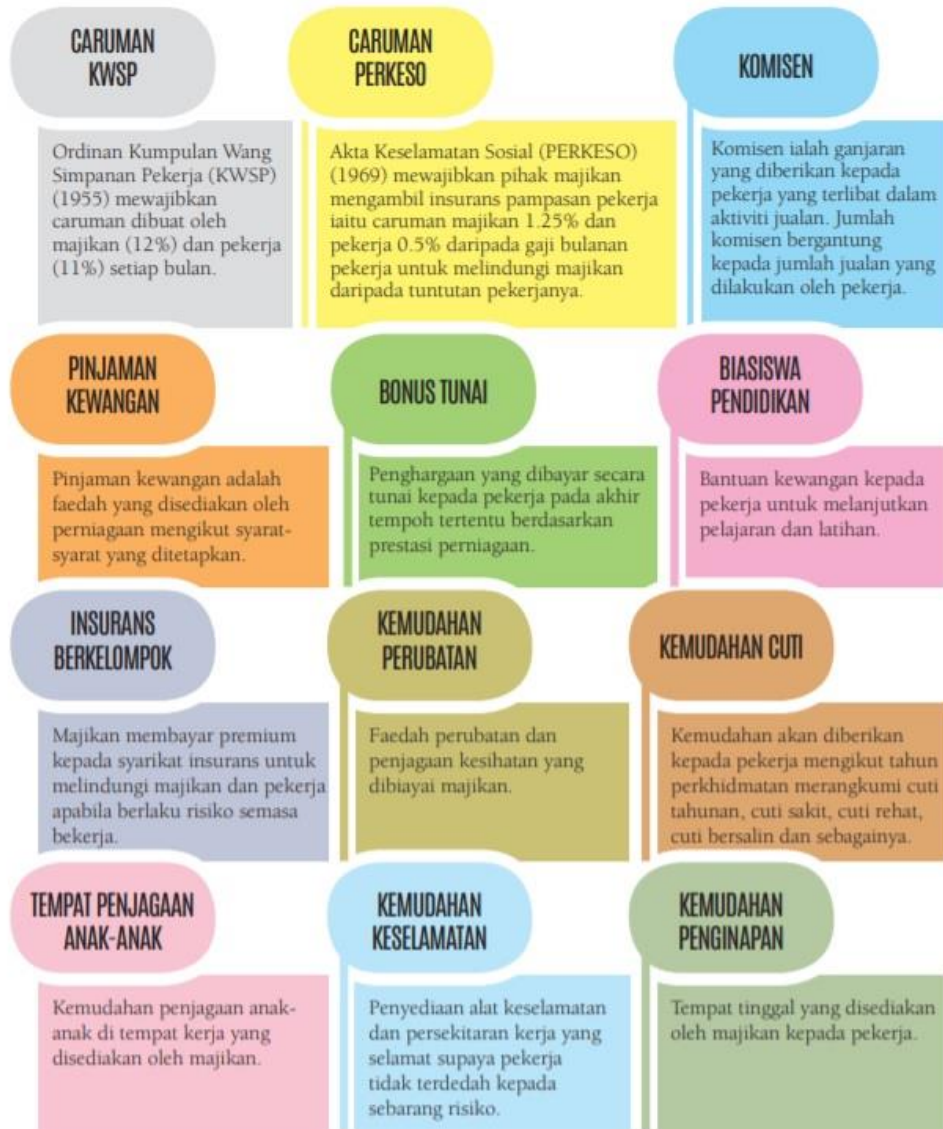 CARUMAN
KWSP
Ordinan Kumpulan Wang
Simpanan Pekerja (KWSP)
(1955) mewajibkan
caruman dibuat oleh
majikan (12%) dan pekerja
(11%) setiap bulan.
CARUMAN
PERKESO
Akta Keselamatan Sosial (PERKESO)
(1969) mewajibkan pihak majikan
mengambil insurans pampasan pekerja
iaitu caruman majikan 1.25% dan
pekerja 0.5% daripada gaji bulanan
pekerja untuk melindungi majikan
daripada tuntutan pekerjanya.
KOMISEN
Komisen ialah ganjaran
yang diberikan kepada
pekerja yang terlibat dalam
aktiviti jualan. Jumlah
komisen bergantung
kepada jumlah jualan yang
dilakukan oleh pekerja.
PINJAMAN
KEWANGAN
Pinjaman kewangan adalah
faedah yang disediakan oleh
perniagaan mengikut syarat-
syarat yang ditetapkan.
BONUS TUNAI
Penghargaan yang dibayar secara
tunai kepada pekerja pada akhir
tempoh tertentu berdasarkan
prestasi perniagaan.
BIASISWA
PENDIDIKAN
Bantuan kewangan kepada
pekerja untuk melanjutkan
pelajaran dan latihan.
INSURANS
BERKELOMPOK
Majikan membayar premium
kepada syarikat insurans untuk
melindungi majikan dan pekerja
apabila berlaku risiko semasa
bekerja.
KEMUDAHAN
PERUBATAN
Faedah perubatan dan
penjagaan kesihatan yang
dibiayai majikan.
KEMUDAHAN CUTI
Kemudahan akan diberikan
kepada pekerja mengikut tahun
perkhidmatan merangkumi cuti
tahunan, cuti sakit, cuti rehat,
cuti bersalin dan sebagainya.
TEMPAT PENJAGAAN
ANAK-ANAK
Kemudahan penjagaan anak-
anak di tempat kerja yang
disediakan oleh majikan.
KEMUDAHAN
KESELAMATAN
Penyediaan alat keselamatan
dan persekitaran kerja yang
selamat supaya pekerja
tidak terdedah kepada
sebarang risiko.
KEMUDAHAN
PENGINAPAN
Tempat tinggal yang disediakan
oleh majikan kepada pekerja.